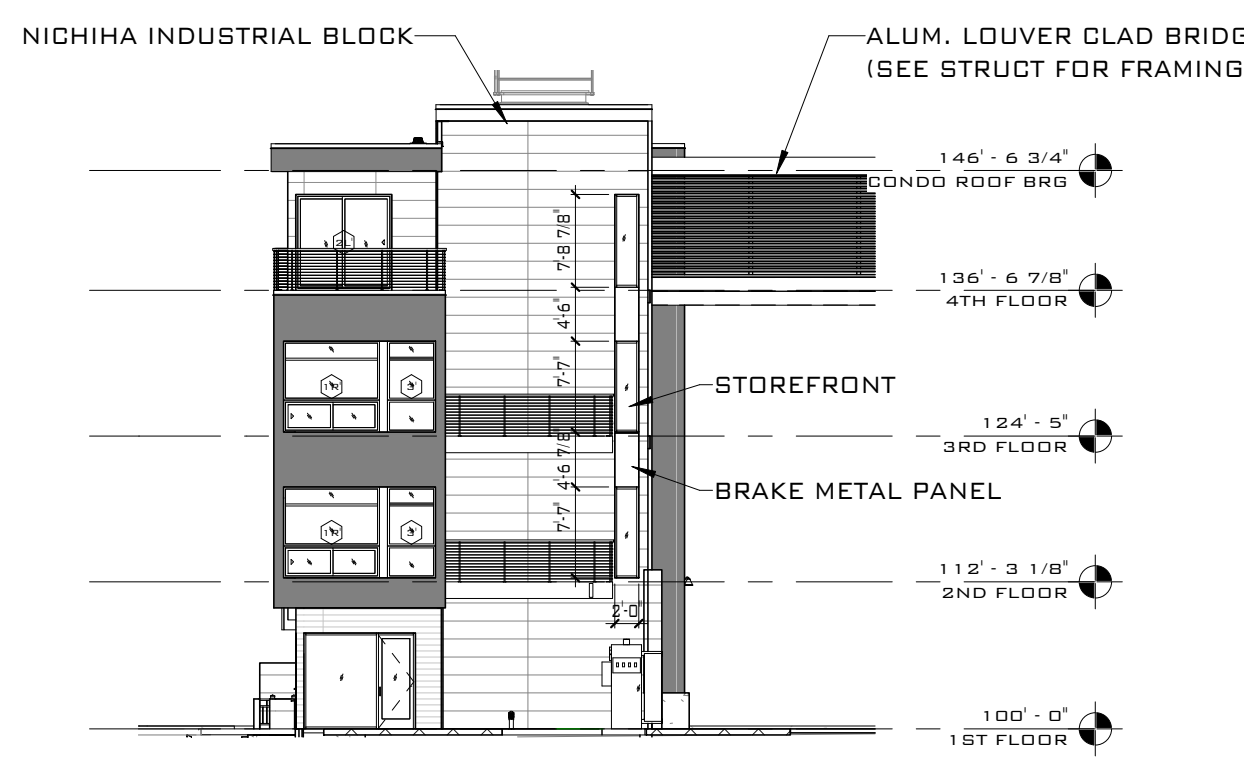 NICHIHA INDUSTRIAL BLOCK
ALUM. LOUVER CLAD BRIDG
(SEE STRUCT FOR FRAMING
146' - 6 3/4"
CONDO ROOF BRG
7'-8 7/8"
2L'
136' - 6 7/8"
4TH FLOOR
4'-6"
7'-7"
1R'
3'
STOREFRONT
124' - 5"
3RD FLOOR
4'-6 7/8"
BRAKE METAL PANEL
7'-7"
1R'
3'
112' - 3 1/8"
2ND FLOOR
2'-0"
100' - 0"
1ST FLOOR